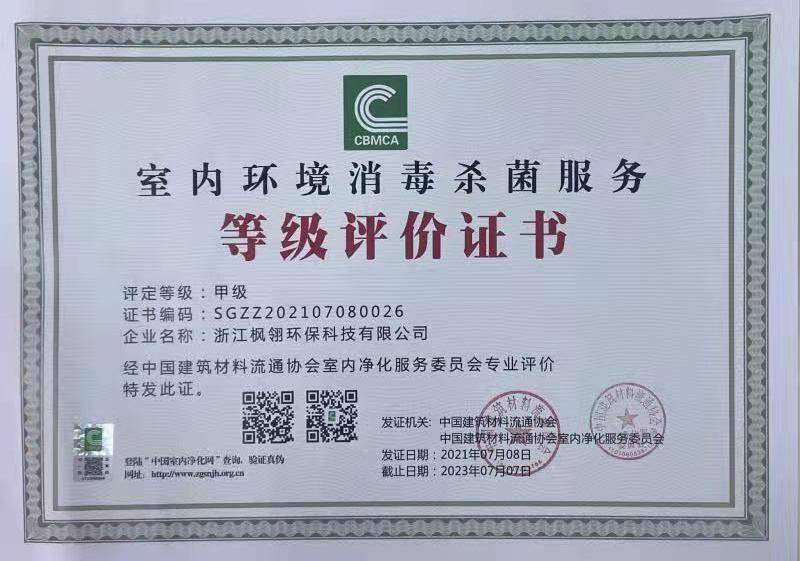 CBMCA
室内环境消毒杀菌服务
等级评价证书
评定等级：甲级
证书编码：SGZZ202107080026
企业名称：浙江枫翎环保科技有限公司
经中国建筑材料流通协会室内净化服务委员会专业评价
特发此证。
发证机关：中国建筑材料流通协会
中国建筑材料流通协会室内净化服务委员会
发证日期：2021年07月08日
截止日期：2023年07月07日
登陆“中国室内净化网”查询、验证真伪
网址：http://www.zgsnjh.org.cn